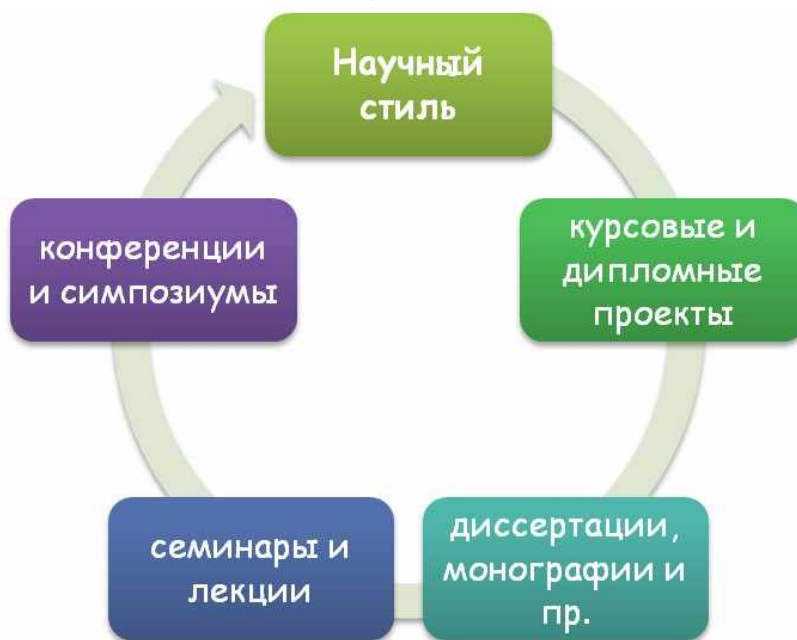 Научный
стиль
курсовые и
дипломные
проекты
диссертации,
монографии и
пр.
семинары и
лекции
конференции
и симпозиумы